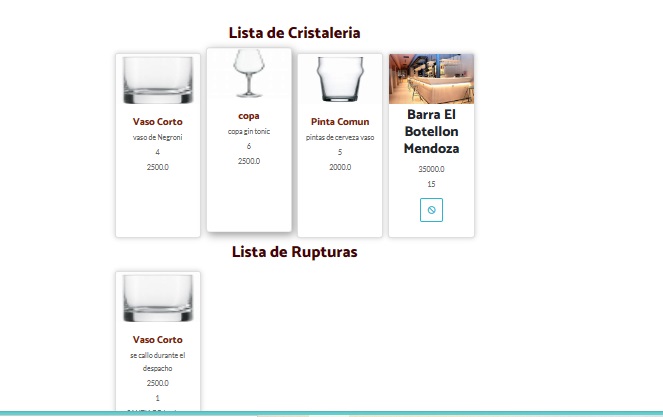 Lista de Cristaleria
Vaso Corto
vaso de Negroni
4
2500.0
copa
copa gin tonic
6
2500.0
Pinta Comun
pintas de cerveza vaso
5
2000.0
Barra El
Botellon
Mendoza
35000.0
15
Lista de Rupturas
Vaso Corto
se callo durante el
despacho
2500.0
1